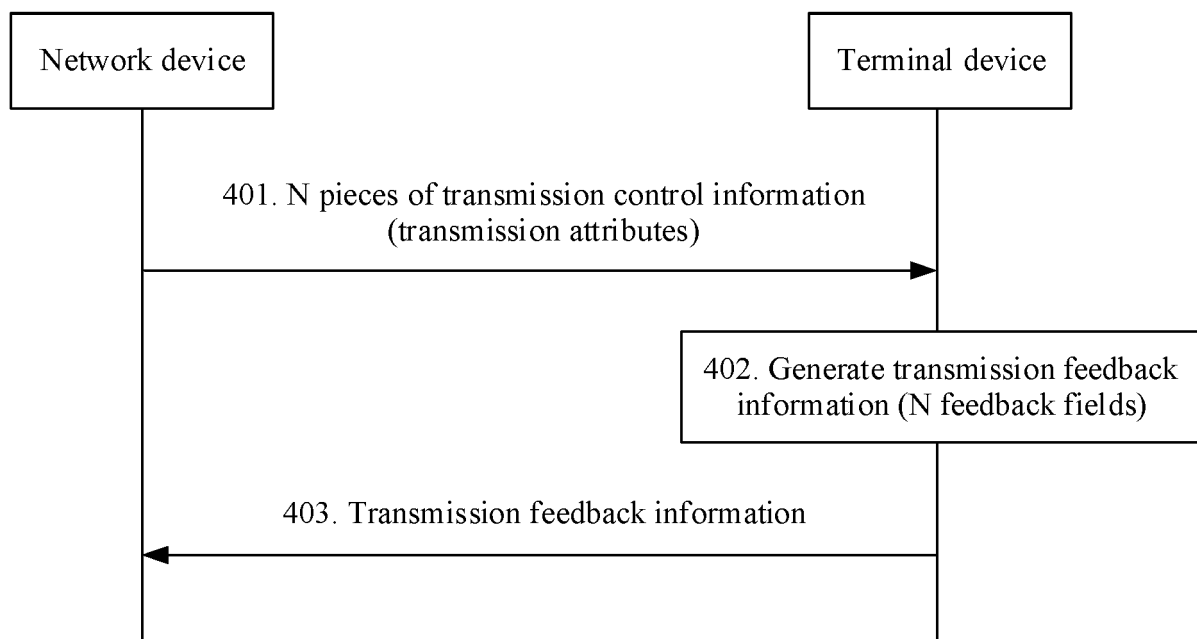 Network device
Terminal device
401. N pieces of transmission control information
(transmission attributes)
402. Generate transmission feedback
information (N feedback fields)
403. Transmission feedback information